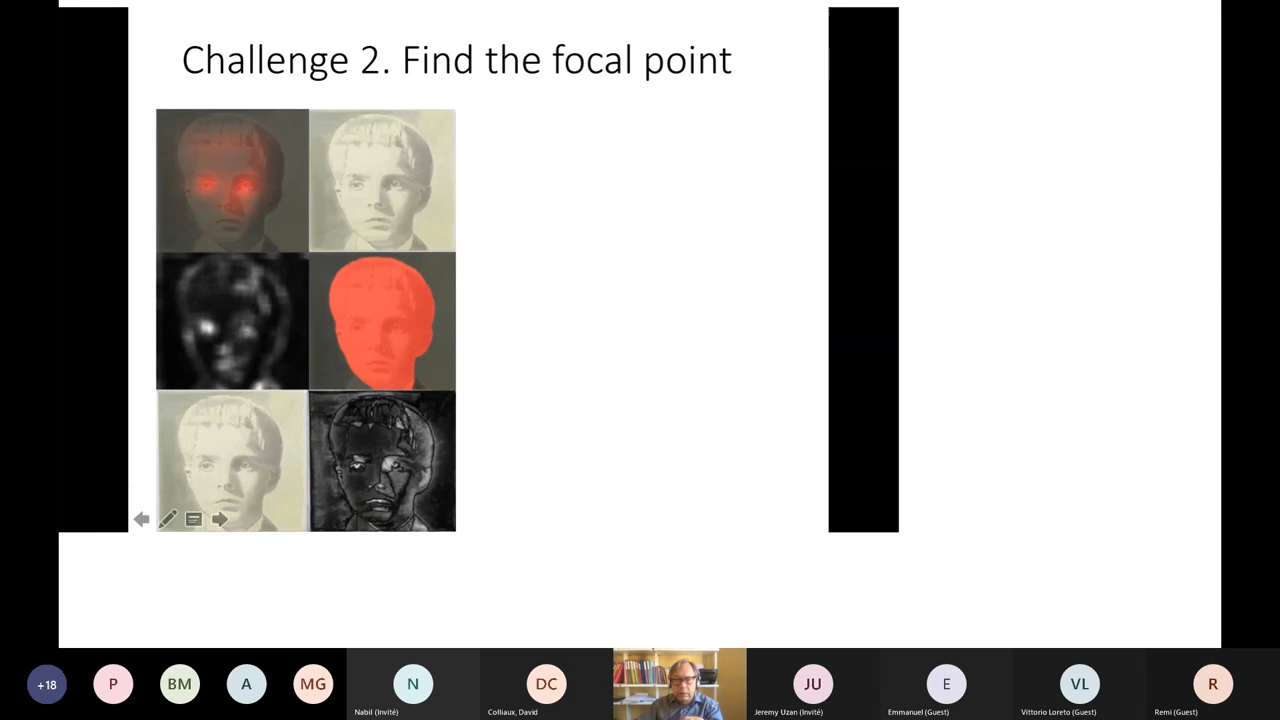 Challenge 2. Find the focal point
+18
P
BM
A
MG
N
DC
JU
E
VL
R
Nabil (Invité)
Colliaux, David
Jeremy Uzan (Invité)
Emmanuel (Guest)
Vittorio Loreto (Guest)
Remi (Guest)